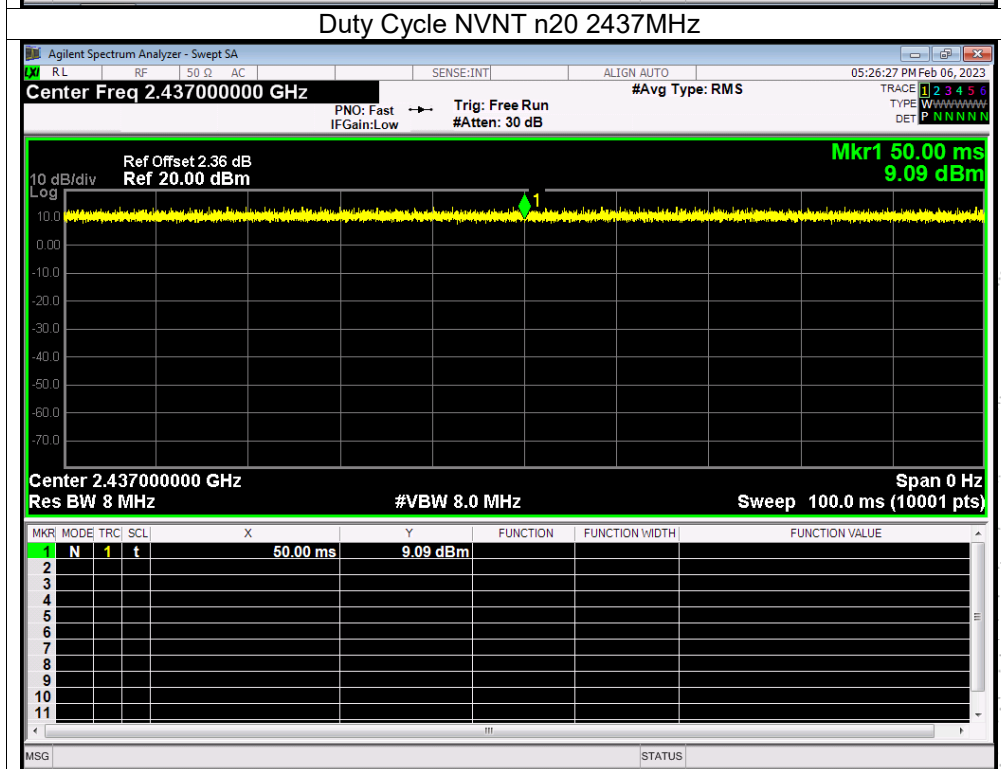 Duty Cycle NVNT n20 2437MHz
Agilent Spectrum Analyzer - Swept SA
LXI RL RF 50 Ω AC SENSE:INT ALIGN AUTO 05:26:27 PM Feb 06, 2023
Center Freq 2.437000000 GHz #Avg Type: RMS TRACE 1 2 3 4 5 6
PNO: Fast Trig: Free Run TYPE WWWWWW
IFGain:Low #Atten: 30 dB DET P N N N N N
Mkr1 50.00 ms
Ref Offset 2.36 dB
10 dB/div Ref 20.00 dBm 9.09 dBm
Log
1
10.0
0.00
-10.0
-20.0
-30.0
-40.0
-50.0
-60.0
-70.0
Center 2.437000000 GHz Span 0 Hz
Res BW 8 MHz #VBW 8.0 MHz Sweep 100.0 ms (10001 pts)
MKR MODE TRC SCL X Y FUNCTION FUNCTION WIDTH FUNCTION VALUE
1 N 1 t 50.00 ms 9.09 dBm
2
3
4
5
6
7
8
9
10
11
MSG STATUS